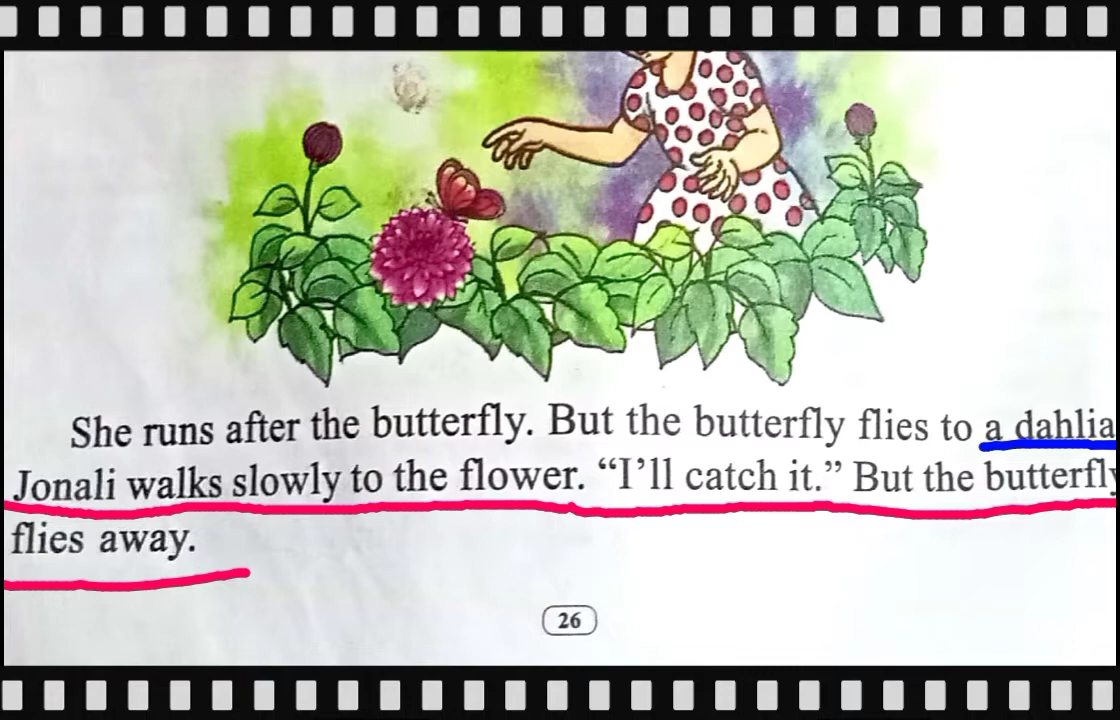 She runs after the butterfly. But the butterfly flies to a dahlia
Jonali walks slowly to the flower. “I’ll catch it.” But the butterfly
flies away.
26